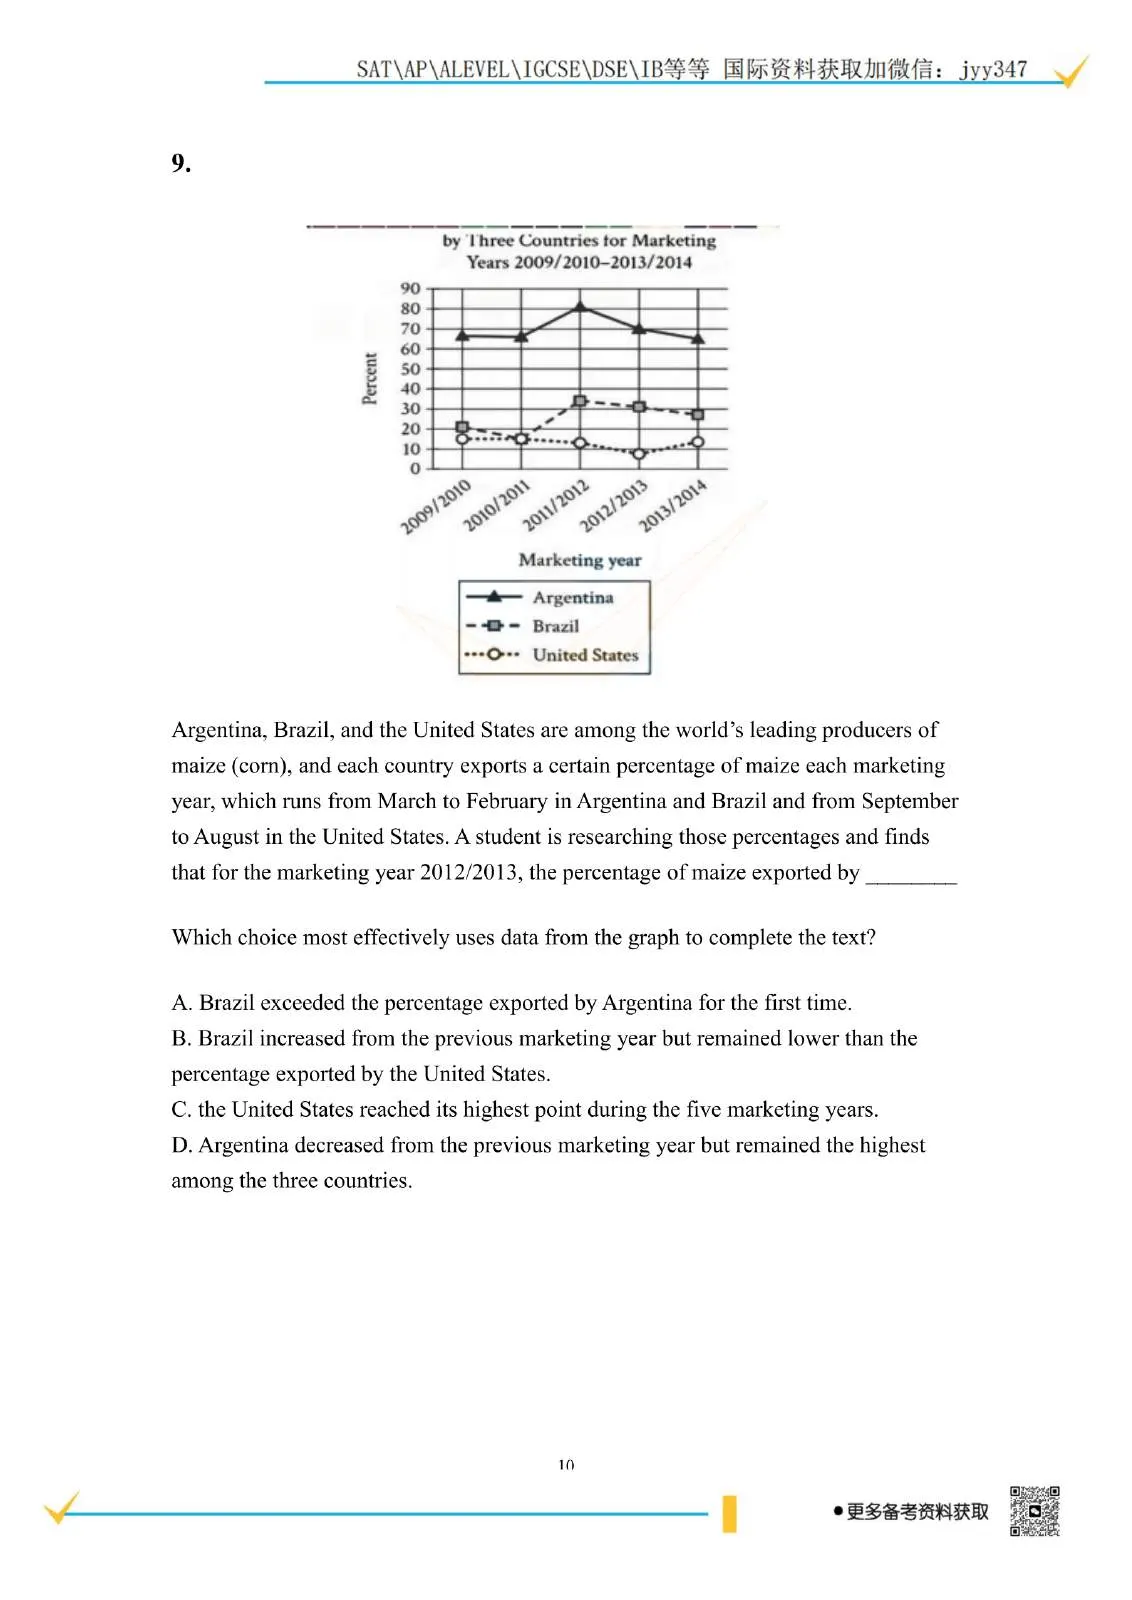 SAT\AP\ALEVEL\IGCSE\DSE\IB等等 国际资料获取加微信: jyy347
9.
by Three Countries for Marketing
Years 2009/2010–2013/2014
90
80
70
60
50
40
30
20
10
0
Percent
2009/2010
2010/2011
2011/2012
2012/2013
2013/2014
Marketing year
Argentina
Brazil
United States
Argentina, Brazil, and the United States are among the world’s leading producers of
maize (corn), and each country exports a certain percentage of maize each marketing
year, which runs from March to February in Argentina and Brazil and from September
to August in the United States. A student is researching those percentages and finds
that for the marketing year 2012/2013, the percentage of maize exported by ________
Which choice most effectively uses data from the graph to complete the text?
A. Brazil exceeded the percentage exported by Argentina for the first time.
B. Brazil increased from the previous marketing year but remained lower than the
percentage exported by the United States.
C. the United States reached its highest point during the five marketing years.
D. Argentina decreased from the previous marketing year but remained the highest
among the three countries.
10
●更多备考资料获取